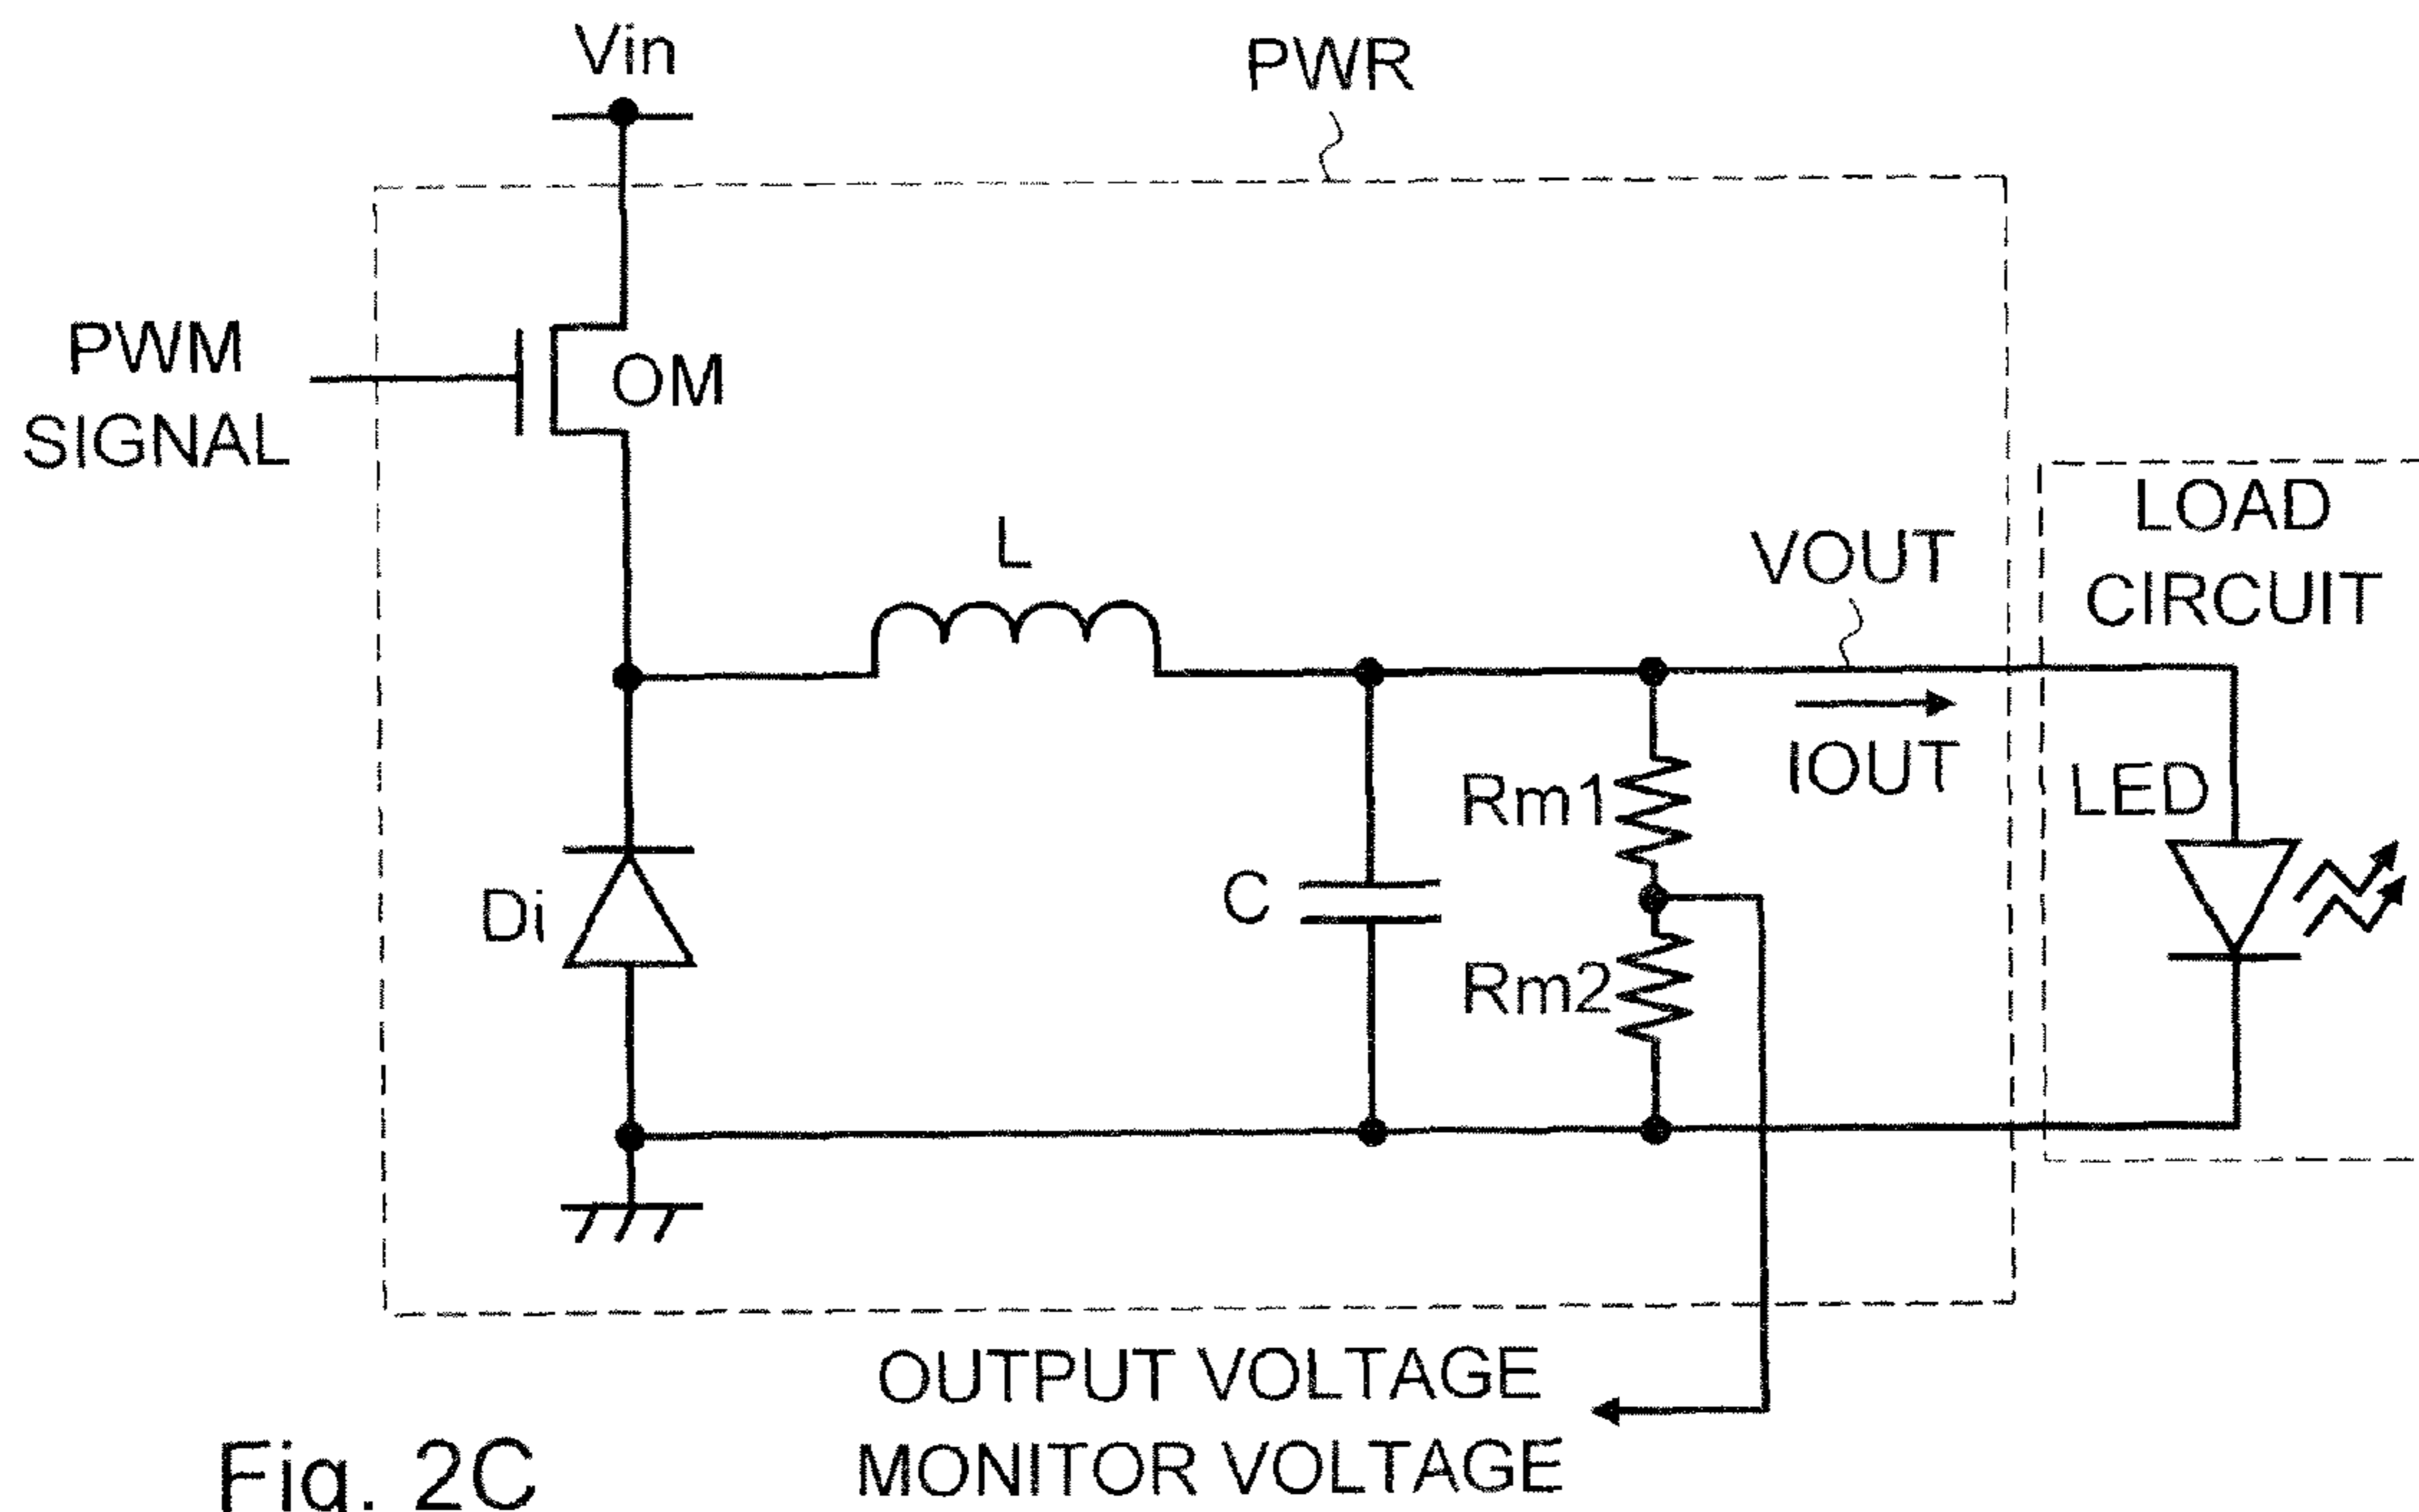 Vin
PWR
PWM
SIGNAL
OM
L
VOUT
LOAD
CIRCUIT
IOUT
LED
Rm1
C
Di
Rm2
OUTPUT VOLTAGE
MONITOR VOLTAGE
Fig. 2C